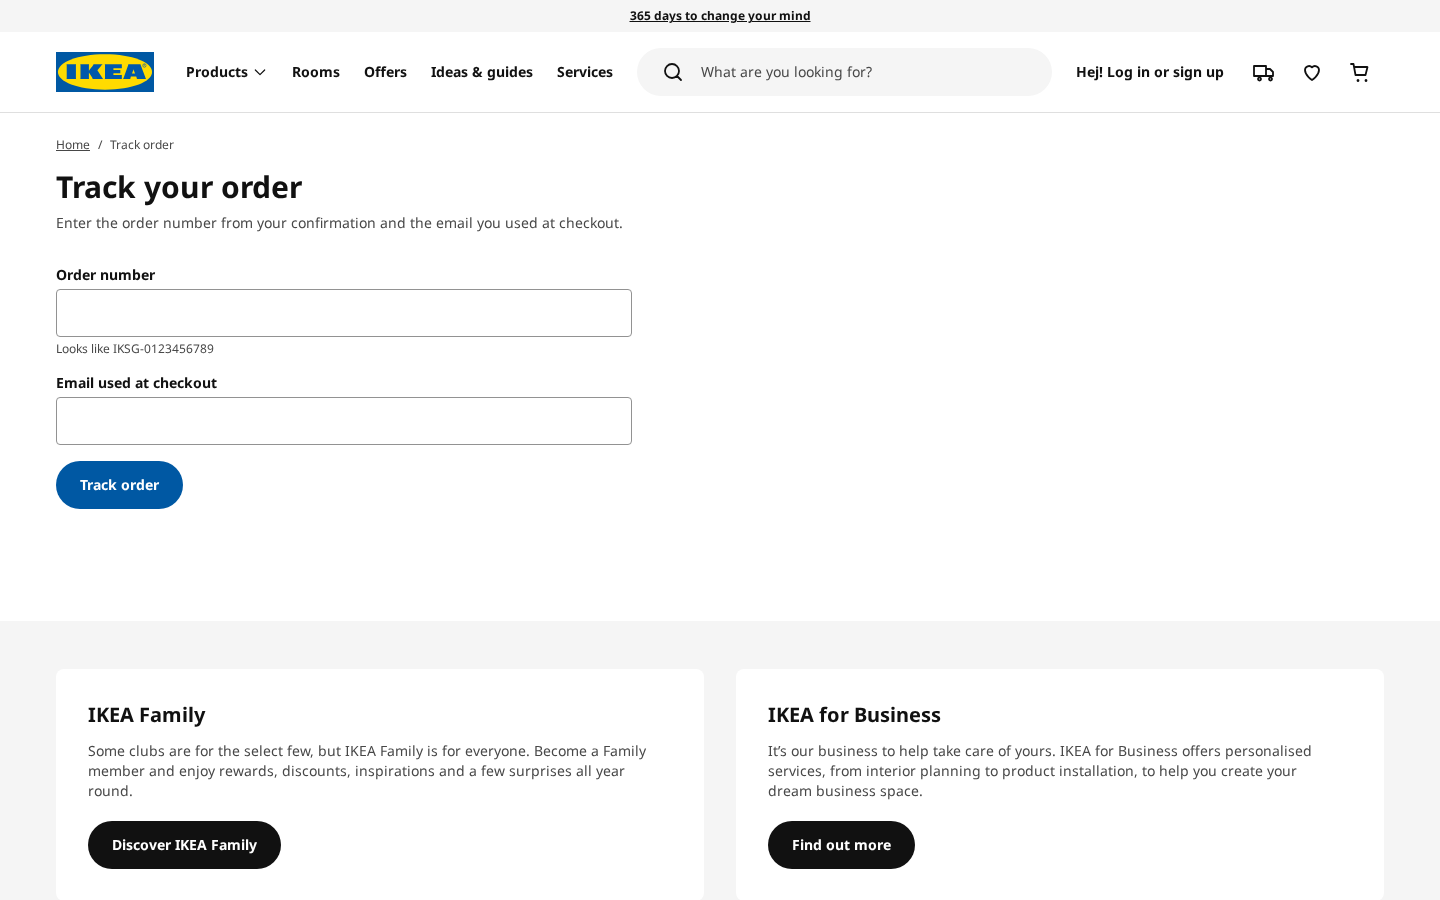 365 days to change your mind
IKEA
Products
Rooms
Offers
Ideas & guides
Services
What are you looking for?
Hej! Log in or sign up
Home / Track order
Track your order
Enter the order number from your confirmation and the email you used at checkout.
Order number
Looks like IKSG-0123456789
Email used at checkout
Track order
IKEA Family
Some clubs are for the select few, but IKEA Family is for everyone. Become a Family
member and enjoy rewards, discounts, inspirations and a few surprises all year
round.
Discover IKEA Family
IKEA for Business
It’s our business to help take care of yours. IKEA for Business offers personalised
services, from interior planning to product installation, to help you create your
dream business space.
Find out more